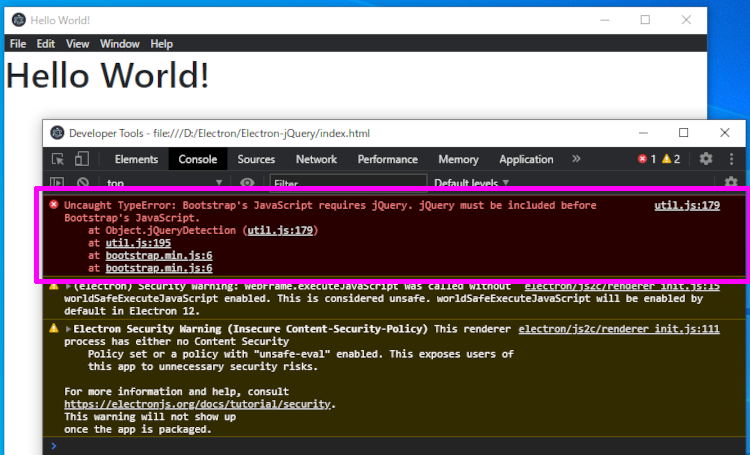 Hello World!
File Edit View Window Help
Hello World!
Developer Tools - file:///D:/Electron/Electron-jQuery/index.html
Elements Console Sources Network Performance Memory Application » 1 2
top Filter Default levels ▼
Uncaught TypeError: Bootstrap's JavaScript requires jQuery. jQuery must be included before util.js:179
Bootstrap's JavaScript.
at Object.jQueryDetection (util.js:179)
at util.js:195
at bootstrap.min.js:6
at bootstrap.min.js:6
(electron) Security Warning: webFrame.executeJavaScript was called without electron/js2c/renderer_init.js:15
worldSafeExecuteJavaScript enabled. This is considered unsafe. worldSafeExecuteJavaScript will be enabled by
default in Electron 12.
Electron Security Warning (Insecure Content-Security-Policy) This renderer electron/js2c/renderer_init.js:111
process has either no Content Security
Policy set or a policy with "unsafe-eval" enabled. This exposes users of
this app to unnecessary security risks.
For more information and help, consult
https://electronjs.org/docs/tutorial/security.
This warning will not show up
once the app is packaged.